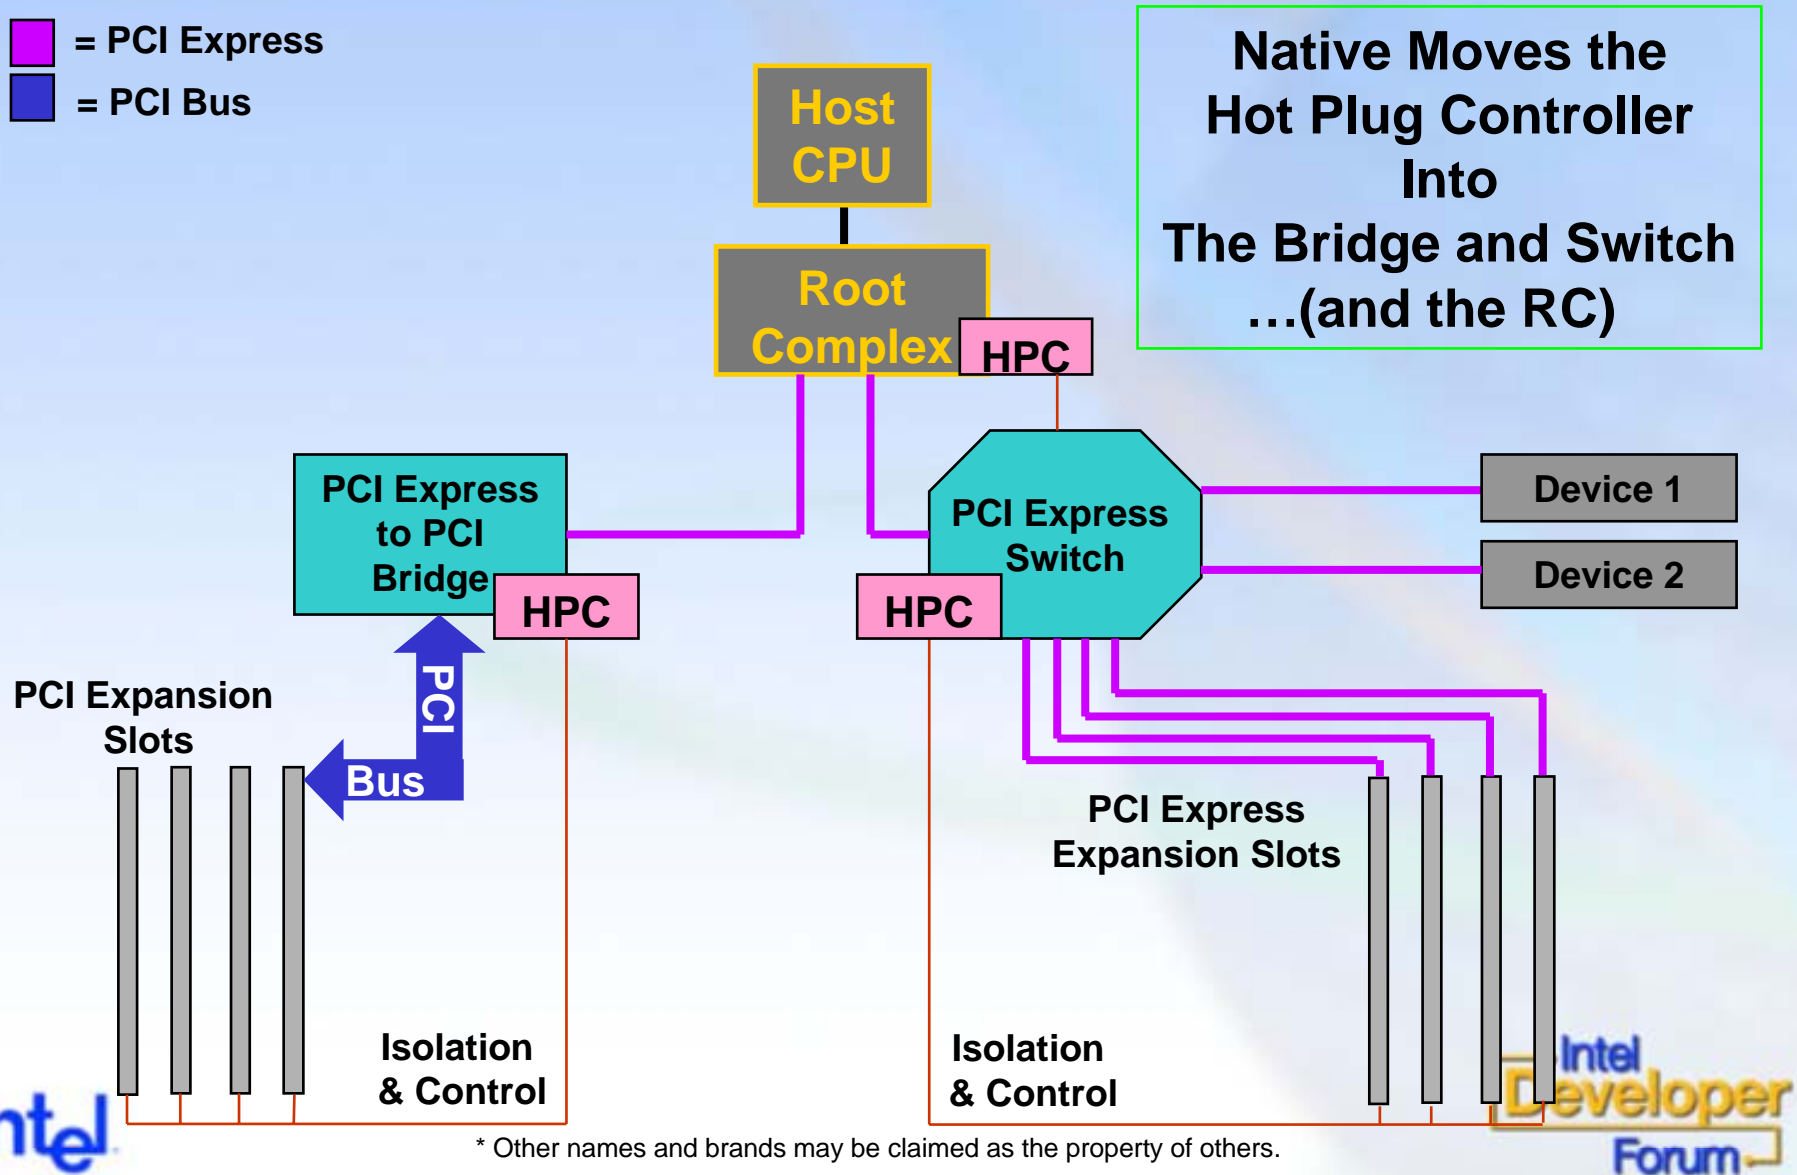 = PCI Express
= PCI Bus
Native Moves the
Hot Plug Controller
Into
The Bridge and Switch
…(and the RC)
Host
CPU
Root
Complex
HPC
PCI Express
to PCI
Bridge
HPC
PCI Express
Switch
HPC
Device 1
Device 2
PCI
Bus
PCI Expansion
Slots
PCI Express
Expansion Slots
Isolation
& Control
Isolation
& Control
ntel
* Other names and brands may be claimed as the property of others.
Intel
Developer
Forum